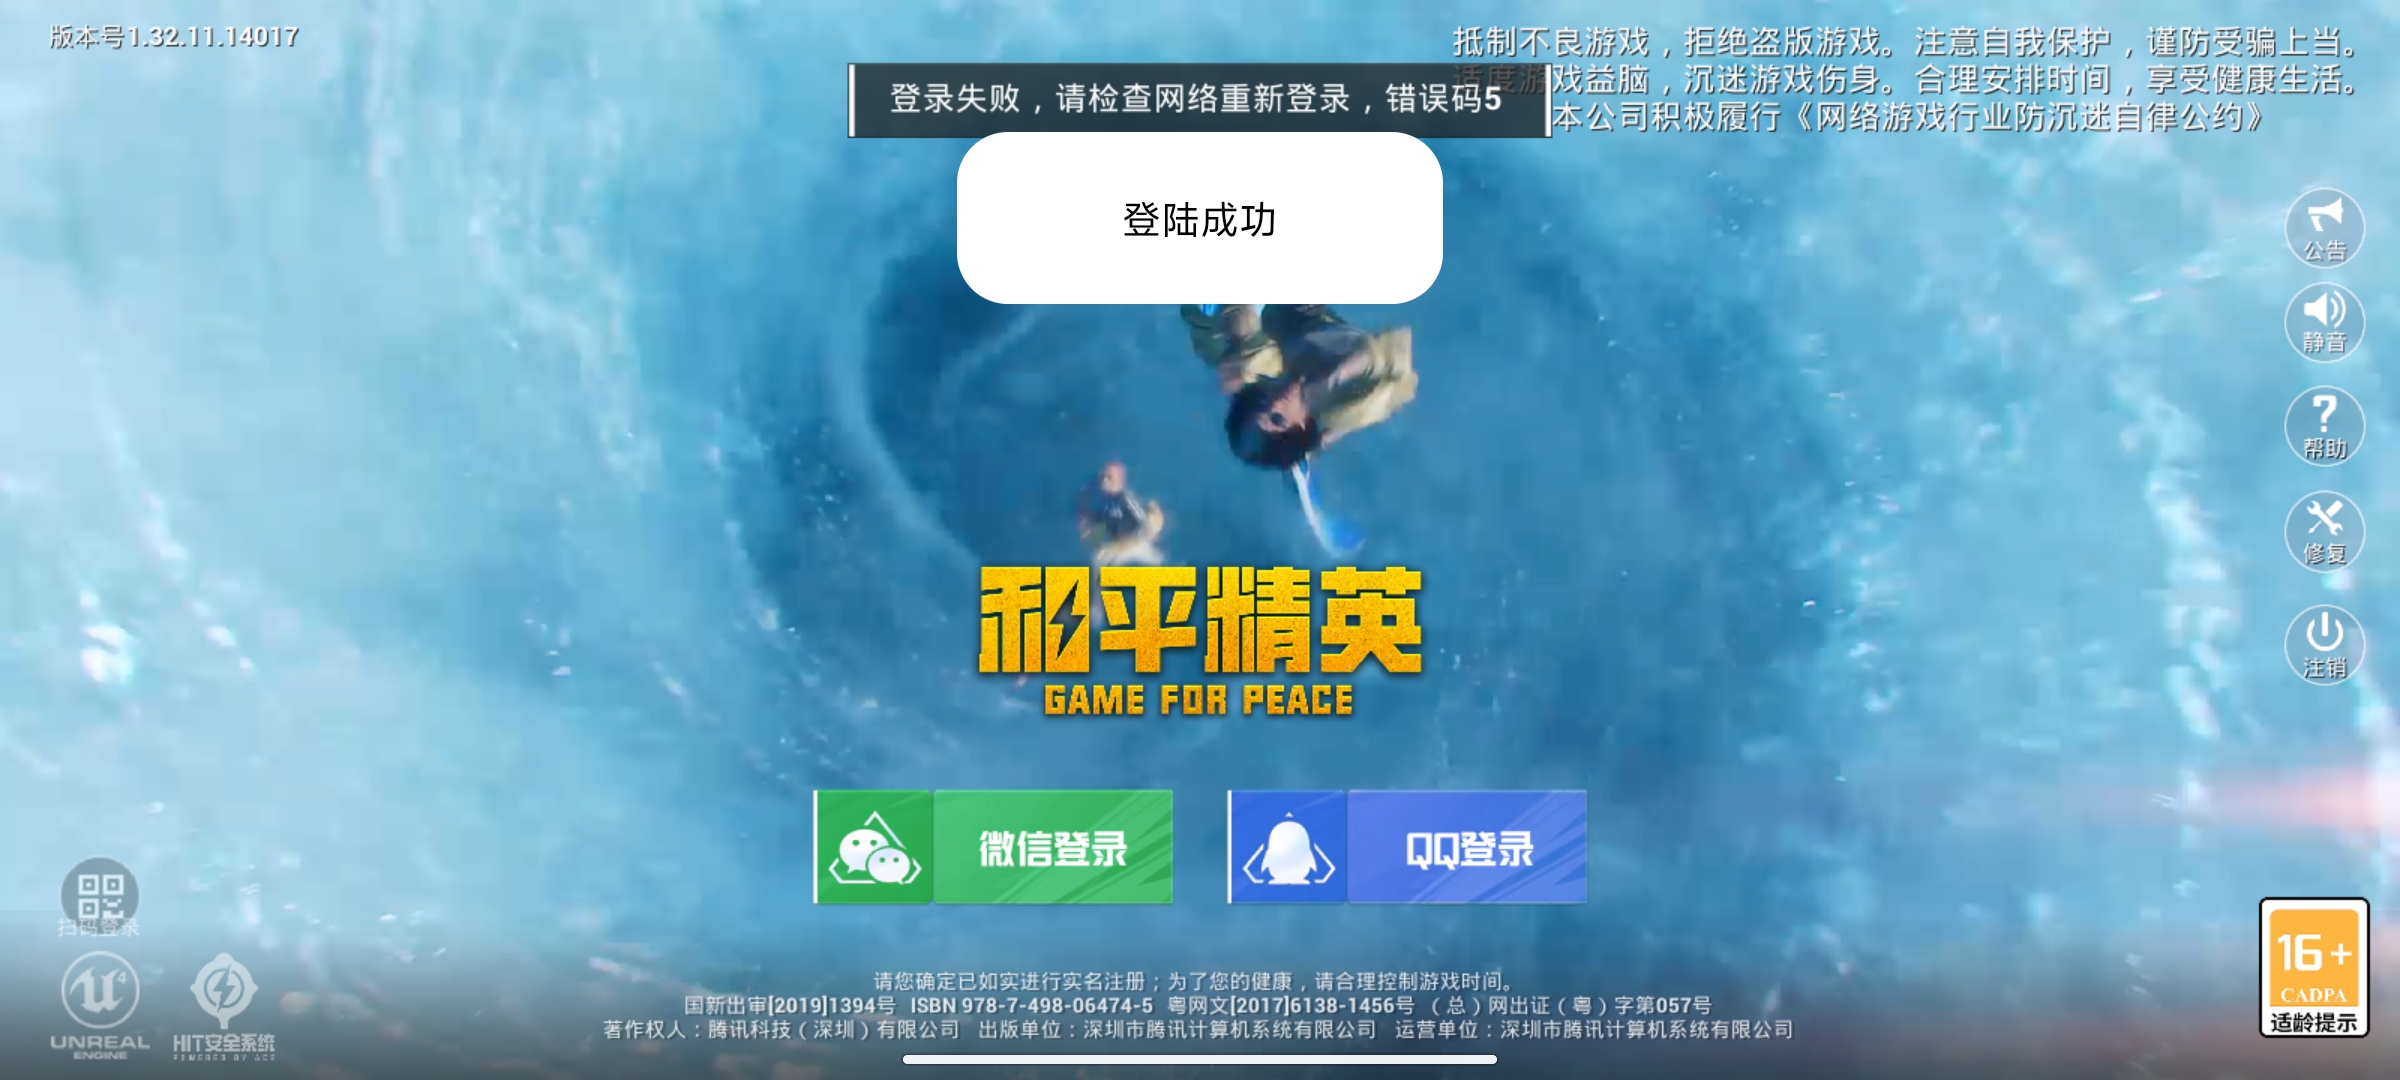 版本号1.32.11.14017
抵制不良游戏，拒绝盗版游戏。注意自我保护，谨防受骗上当。
适度游戏益脑，沉迷游戏伤身。合理安排时间，享受健康生活。
本公司积极履行《网络游戏行业防沉迷自律公约》
登录失败，请检查网络重新登录，错误码5
登陆成功
公告
静音
帮助
修复
注销
和平精英
GAME FOR PEACE
微信登录
QQ登录
扫码登录
UNREAL
ENGINE
HIT安全系统
POWERED BY ACE
16+
CADPA
适龄提示
请您确定已如实进行实名注册；为了您的健康，请合理控制游戏时间。
国新出审[2019]1394号 ISBN 978-7-498-06474-5 粤网文[2017]6138-1456号 （总）网出证（粤）字第057号
著作权人：腾讯科技（深圳）有限公司 出版单位：深圳市腾讯计算机系统有限公司 运营单位：深圳市腾讯计算机系统有限公司